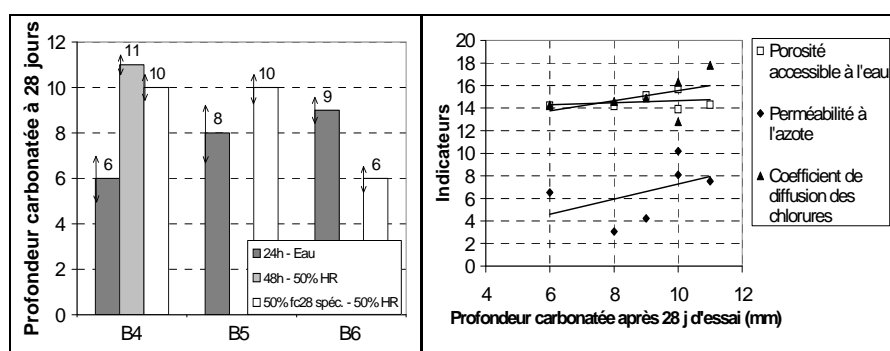 Profondeur carbonatée à 28 jours
14
12
10
8
6
4
2
0
6
11
10
8
10
9
6
24h - Eau
48h - 50% HR
50% fc28 spéc. - 50% HR
B4
B5
B6
Indicateurs
20
18
16
14
12
10
8
6
4
2
0
4
6
8
10
12
Profondeur carbonatée après 28 j d'essai (mm)
Porosité
accessible à l'eau
Perméabilité à
l'azote
Coefficient de
diffusion des
chlorures